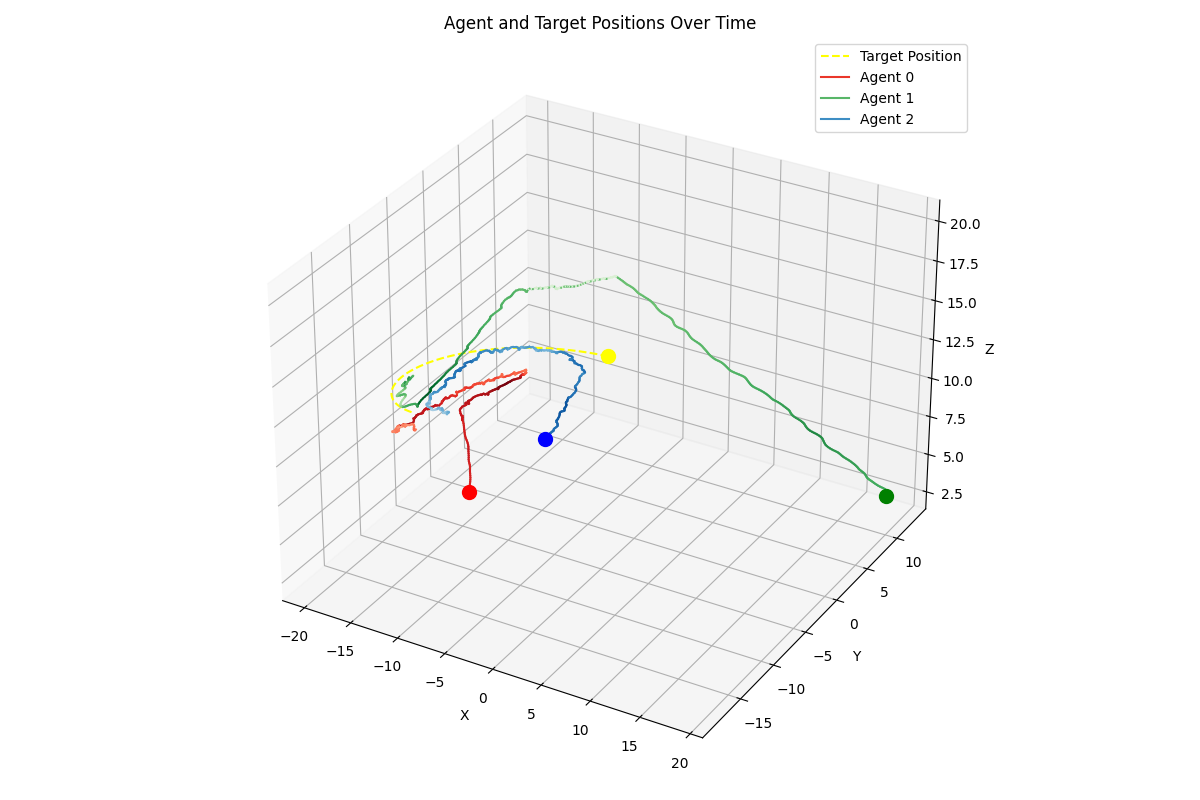 Agent and Target Positions Over Time
Target Position
Agent 0
Agent 1
Agent 2
20.0
17.5
15.0
12.5
10.0
7.5
5.0
2.5
Z
10
5
0
−5
−10
−15
Y
−20
−15
−10
−5
0
5
10
15
20
X